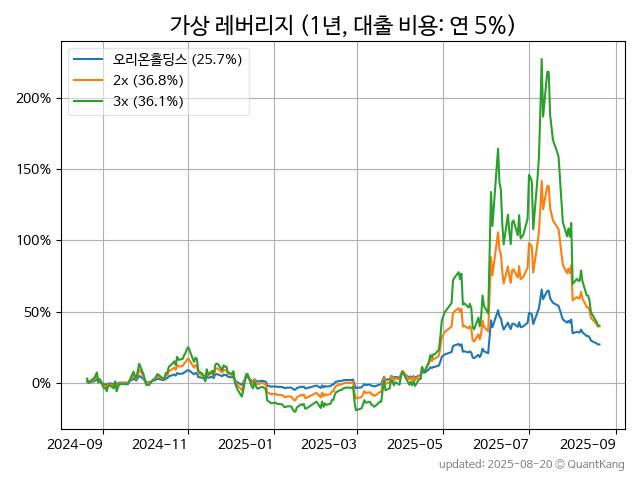 가상 레버리지 (1년, 대출 비용: 연 5%)
오리온홀딩스 (25.7%)
2x (36.8%)
3x (36.1%)
200%
150%
100%
50%
0%
2024-09 2024-11 2025-01 2025-03 2025-05 2025-07 2025-09
updated: 2025-08-20 © QuantKang